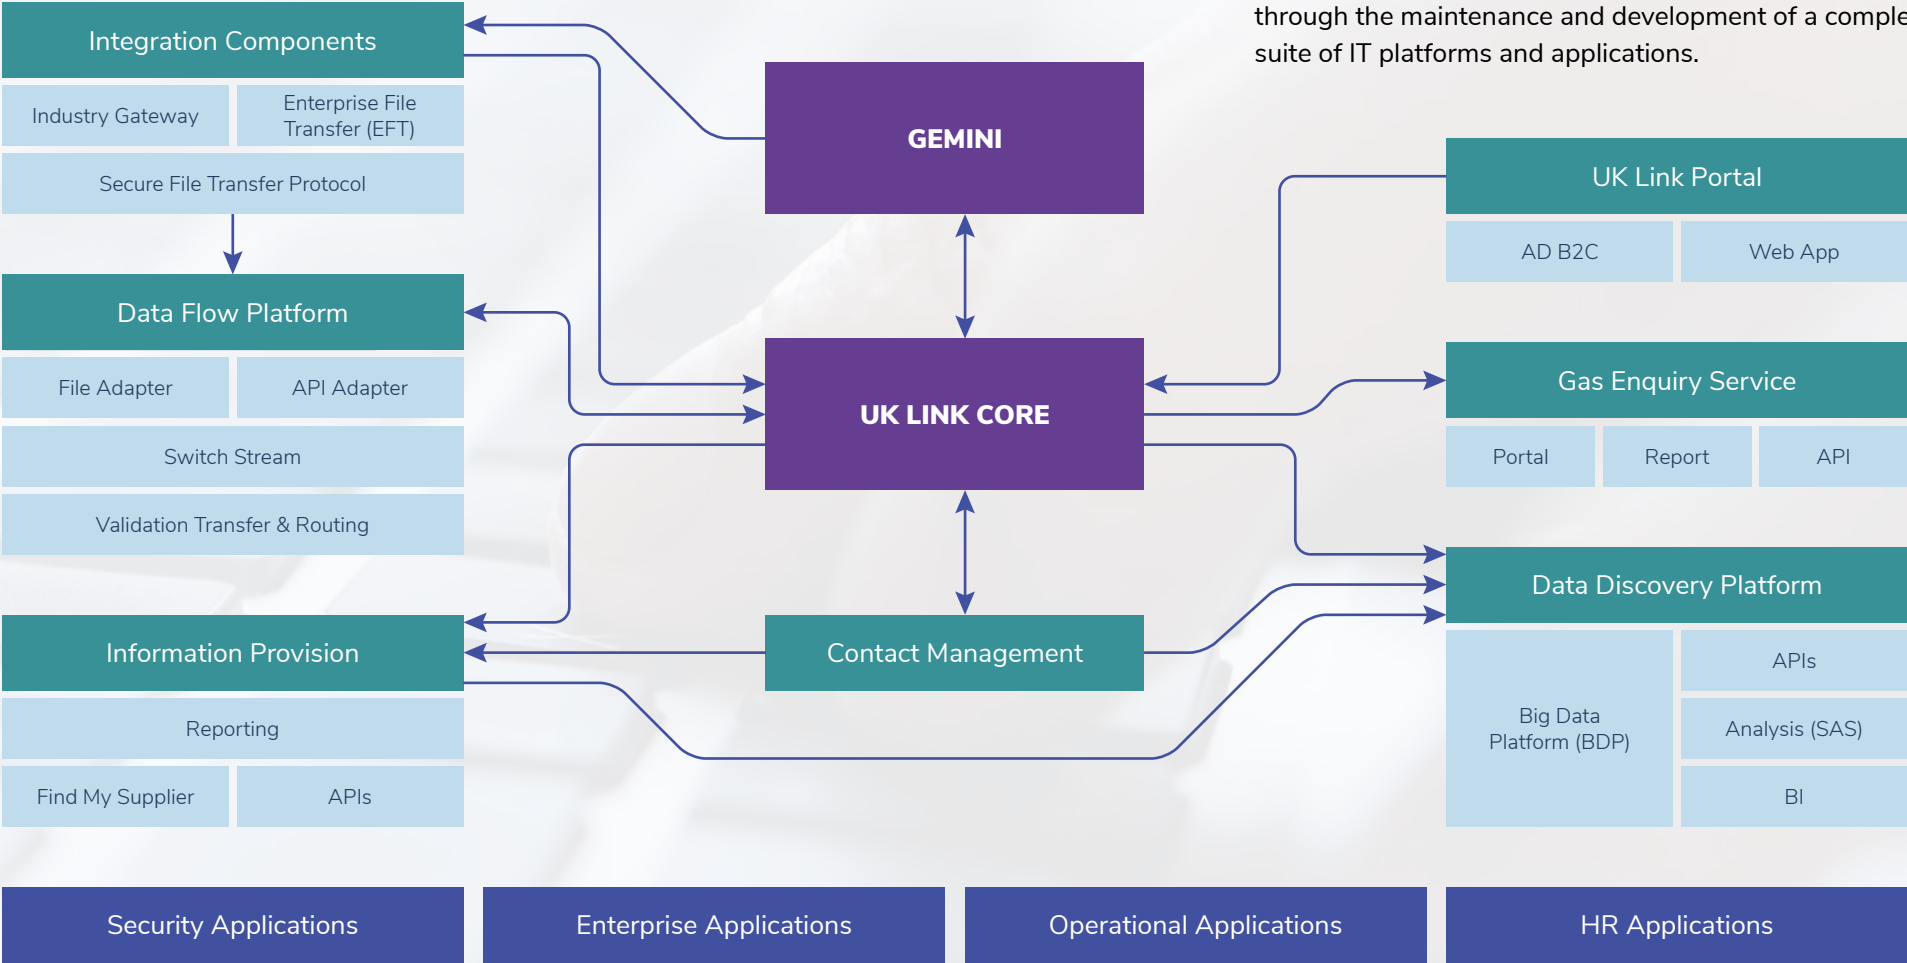 through the maintenance and development of a comple
suite of IT platforms and applications.
Integration Components
Industry Gateway
Enterprise File
Transfer (EFT)
Secure File Transfer Protocol
Data Flow Platform
File Adapter
API Adapter
Switch Stream
Validation Transfer & Routing
Information Provision
Reporting
Find My Supplier
APIs
GEMINI
UK LINK CORE
Contact Management
UK Link Portal
AD B2C
Web App
Gas Enquiry Service
Portal
Report
API
Data Discovery Platform
Big Data
Platform (BDP)
APIs
Analysis (SAS)
BI
Security Applications
Enterprise Applications
Operational Applications
HR Applications